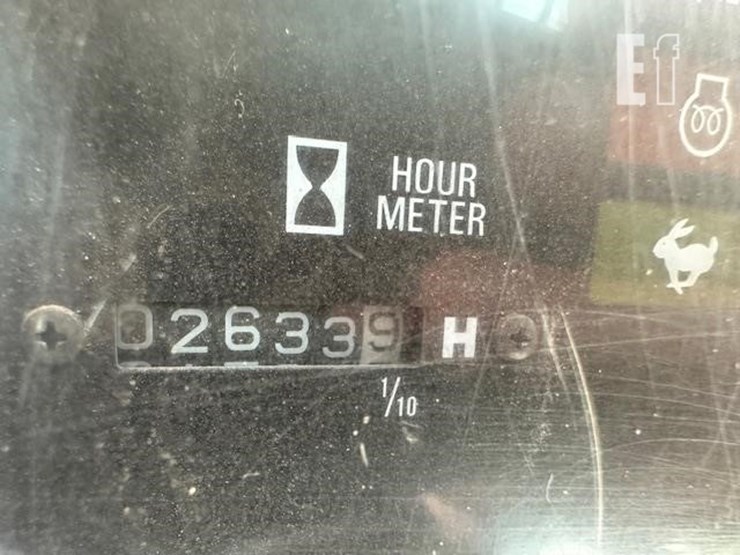 Ef
HOUR
METER
026339 H
1/10